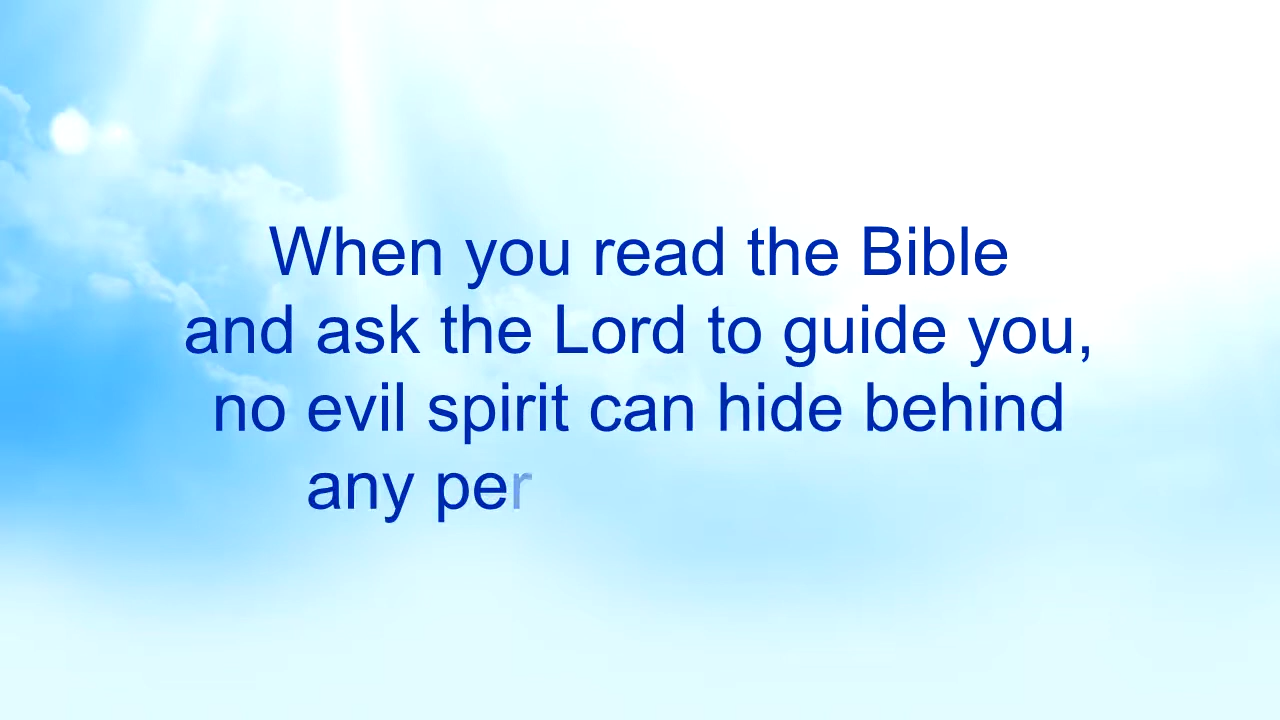 When you read the Bible
and ask the Lord to guide you,
no evil spirit can hide behind
any per